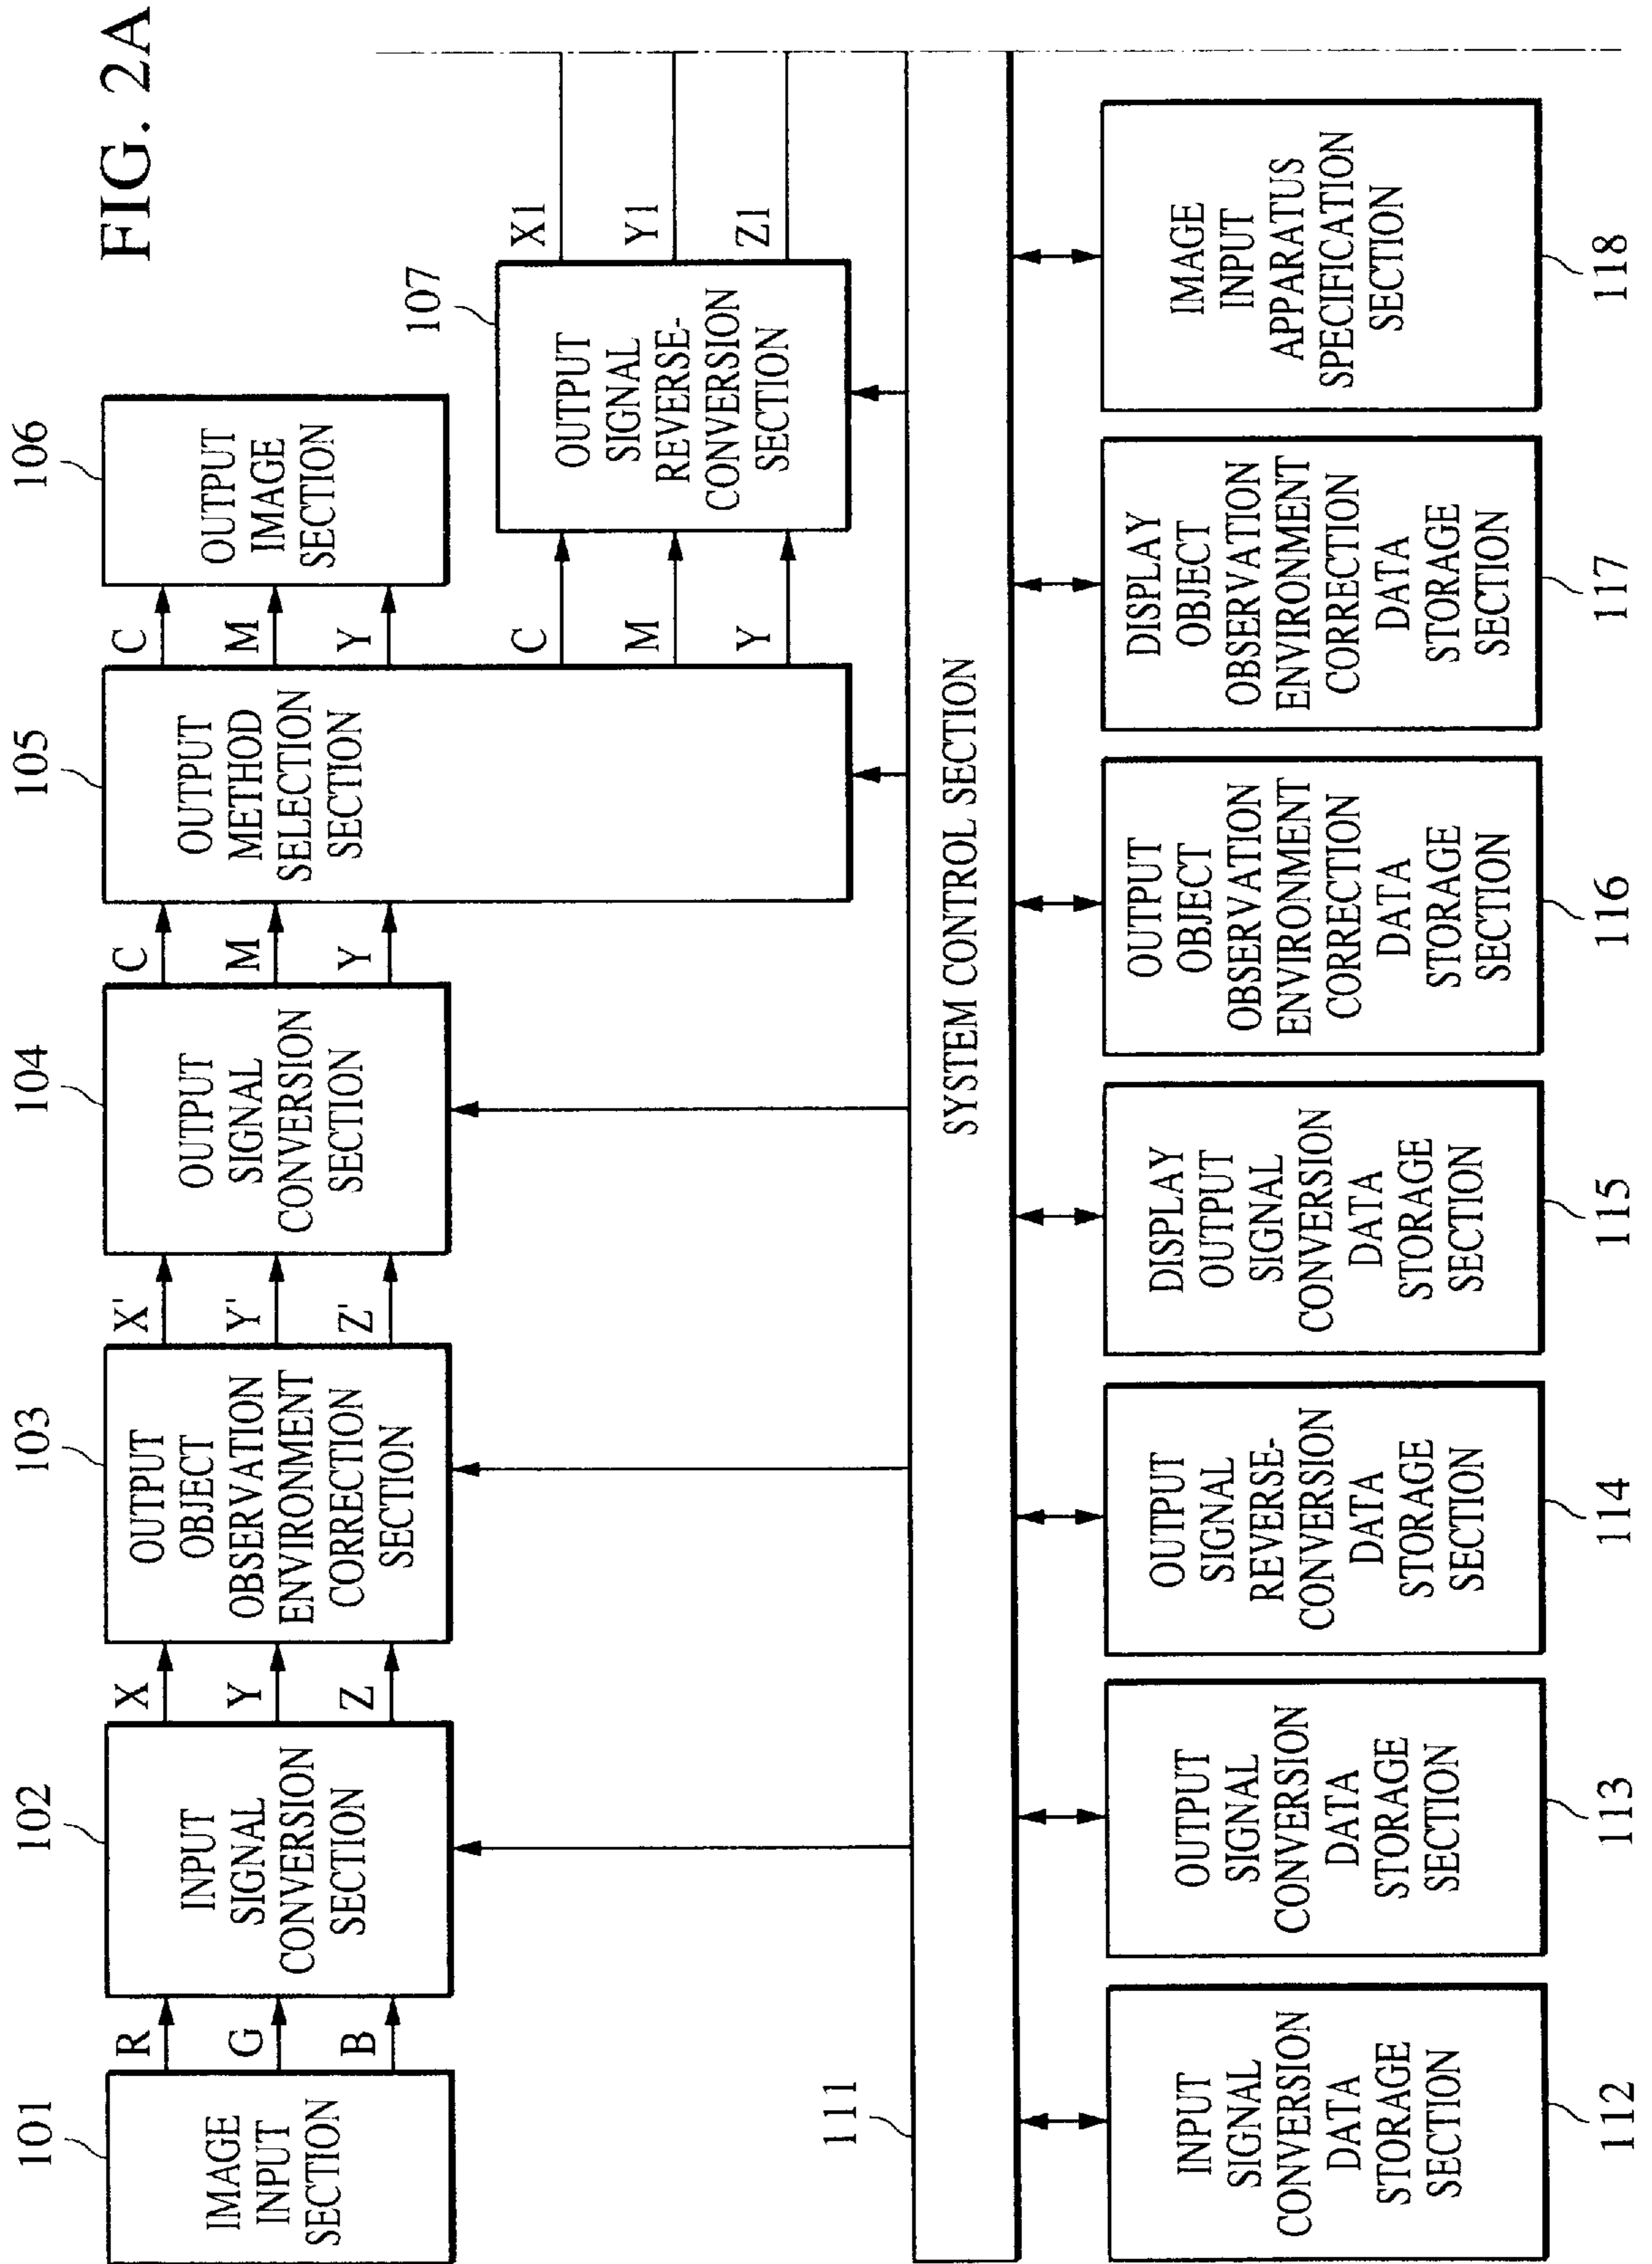 FIG. 2A
101
IMAGE
INPUT
SECTION
R
G
B
102
INPUT
SIGNAL
CONVERSION
SECTION
X
Y
Z
103
OUTPUT
OBJECT
OBSERVATION
ENVIRONMENT
CORRECTION
SECTION
X'
Y'
Z'
104
OUTPUT
SIGNAL
CONVERSION
SECTION
C
M
Y
105
OUTPUT
METHOD
SELECTION
SECTION
C
M
Y
106
OUTPUT
IMAGE
SECTION
C
M
Y
107
OUTPUT
SIGNAL
REVERSE-
CONVERSION
SECTION
X1
Y1
Z1
111
SYSTEM CONTROL SECTION
INPUT
SIGNAL
CONVERSION
DATA
STORAGE
SECTION
112
OUTPUT
SIGNAL
CONVERSION
DATA
STORAGE
SECTION
113
OUTPUT
SIGNAL
REVERSE-
CONVERSION
DATA
STORAGE
SECTION
114
DISPLAY
OUTPUT
SIGNAL
CONVERSION
DATA
STORAGE
SECTION
115
OUTPUT
OBJECT
OBSERVATION
ENVIRONMENT
CORRECTION
DATA
STORAGE
SECTION
116
DISPLAY
OBJECT
OBSERVATION
ENVIRONMENT
CORRECTION
DATA
STORAGE
SECTION
117
IMAGE
INPUT
APPARATUS
SPECIFICATION
SECTION
118